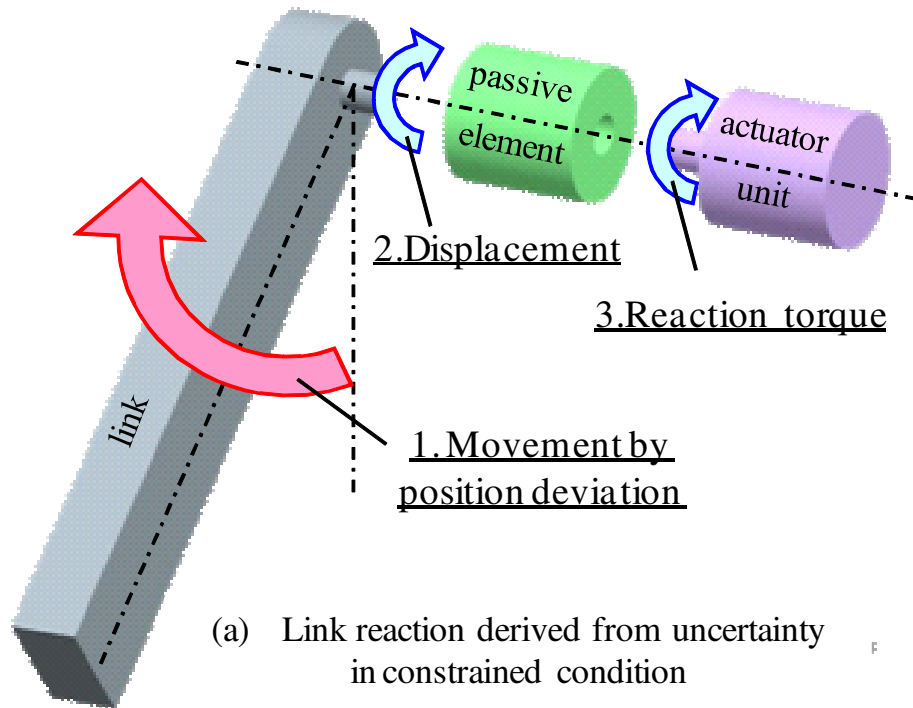 passive
element
actuator
unit
2.Displacement
3.Reaction torque
link
1.Movement by
position deviation
(a) Link reaction derived from uncertainty
in constrained condition